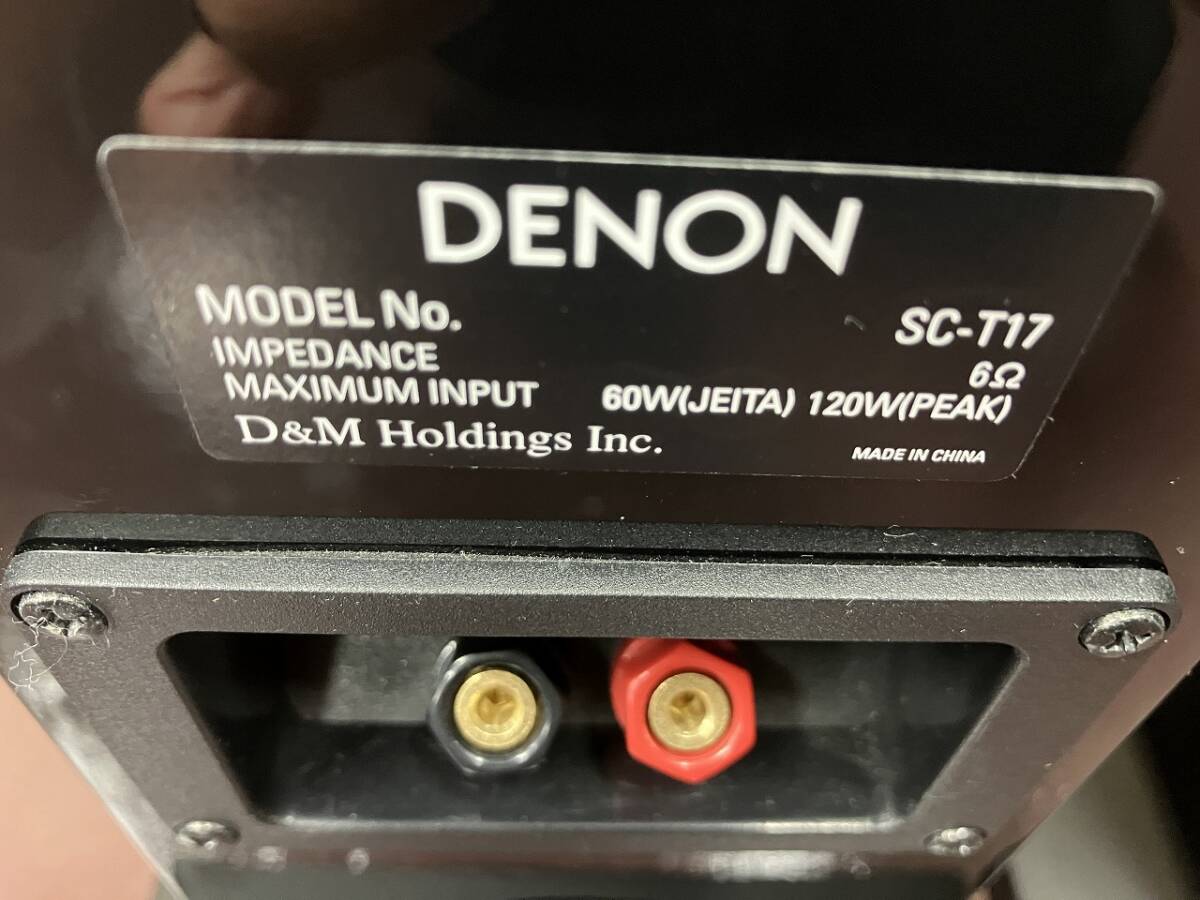 DENON
MODEL No. SC-T17
IMPEDANCE 6Ω
MAXIMUM INPUT 60W(JEITA) 120W(PEAK)
D&M Holdings Inc. MADE IN CHINA